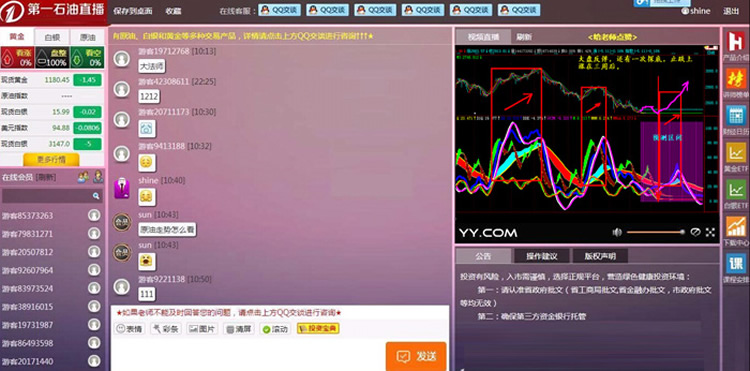 第一石油直播
保存到桌面 收藏
在线客服：
QQ交谈 QQ交谈 QQ交谈 QQ交谈 QQ交谈 QQ交谈
shine 退出
黄金 白银 原油
看涨 0% 盘整 100% 看空 0%
现货黄金 1180.45 -1.45
原油指数 ----
现货白银 15.99 -0.02
美元指数 94.88 -0.0806
现货白银 3147.0 -5
更多行情
在线会员 [刷新]
游客85373263
游客79831271
游客20507812
游客92607964
游客83973524
游客38916015
游客19731987
游客86493598
游客20171440
有原油、白银和黄金等多种交易产品，详情请点击上方QQ交谈进行咨询!↑↑↑★
游客19712768 [10:13]
大法师
游客42308611 [22:25]
1212
游客20711173 [10:30]
游客9413188 [10:32]
shine [10:40]
sun [10:43]
会员
原油走势怎么看
sun [10:43]
会员
游客9221138 [10:50]
111
★如果老师不能及时回答您的问题，请点击上方QQ交谈进行咨询★
表情 彩条 图片 清屏 滚动 投资宝典
发送
视频直播 刷新 <哈老师点赞>
大盘反弹，还有一次探底，止跌上
涨在三周后。
预测区间
YY.COM
公告 操作建议 版权声明
投资有风险，入市需谨慎，选择正规平台，营造绿色健康投资环境：
第一：请认准省政府批文（省工商局批文,省金融办批文，市政府批文
等均无效）
第二：确保第三方资金银行托管
产品介绍
讲师榜单
财经日历
黄金ETF
白银ETF
下载中心
课程安排